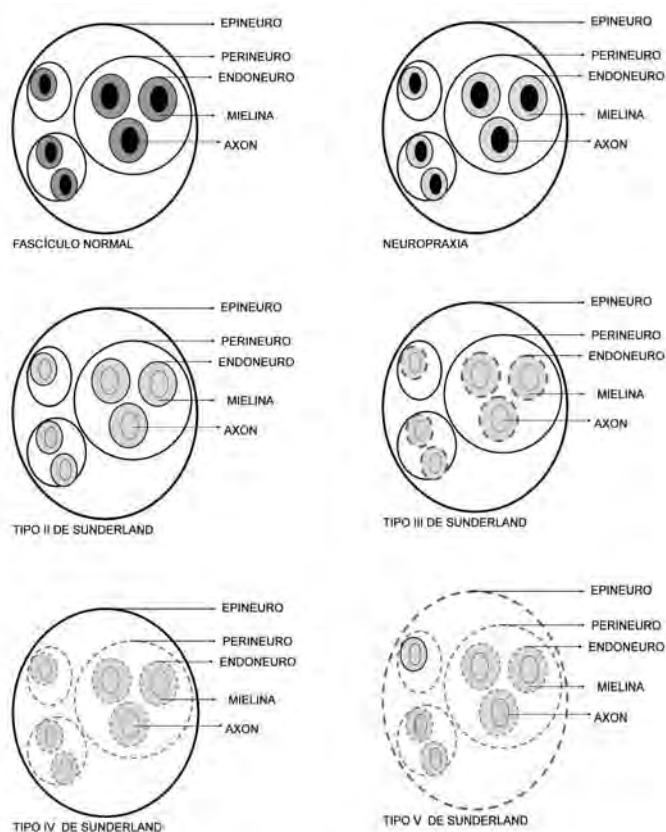 EPINEURO
PERINEURO
ENDONEURO
MIELINA
AXON
FASCÍCULO NORMAL
EPINEURO
PERINEURO
ENDONEURO
MIELINA
AXON
NEUROPRAXIA
EPINEURO
PERINEURO
ENDONEURO
MIELINA
AXON
TIPO II DE SUNDERLAND
EPINEURO
PERINEURO
ENDONEURO
MIELINA
AXON
TIPO III DE SUNDERLAND
EPINEURO
PERINEURO
ENDONEURO
MIELINA
AXON
TIPO IV DE SUNDERLAND
EPINEURO
PERINEURO
ENDONEURO
MIELINA
AXON
TIPO V DE SUNDERLAND